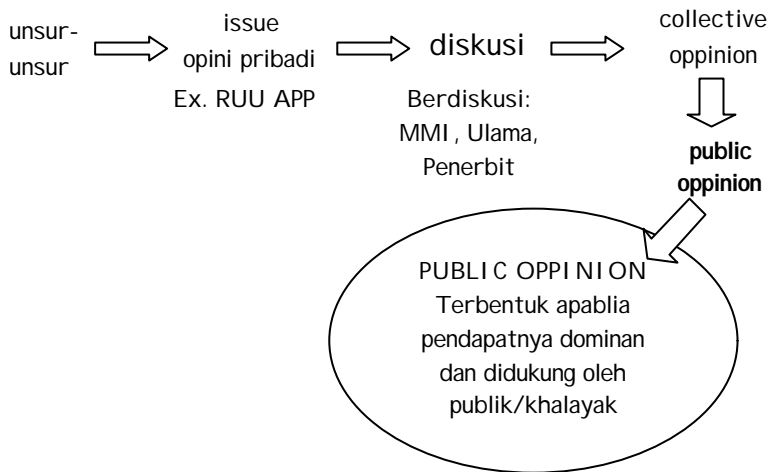 unsur-
unsur
issue
opini pribadi
Ex. RUU APP
diskusi
Berdiskusi:
MMI, Ulama,
Penerbit
collective
oppinion
public
oppinion
PUBLIC OPPINION
Terbentuk apablia
pendapatnya dominan
dan didukung oleh
publik/khalayak